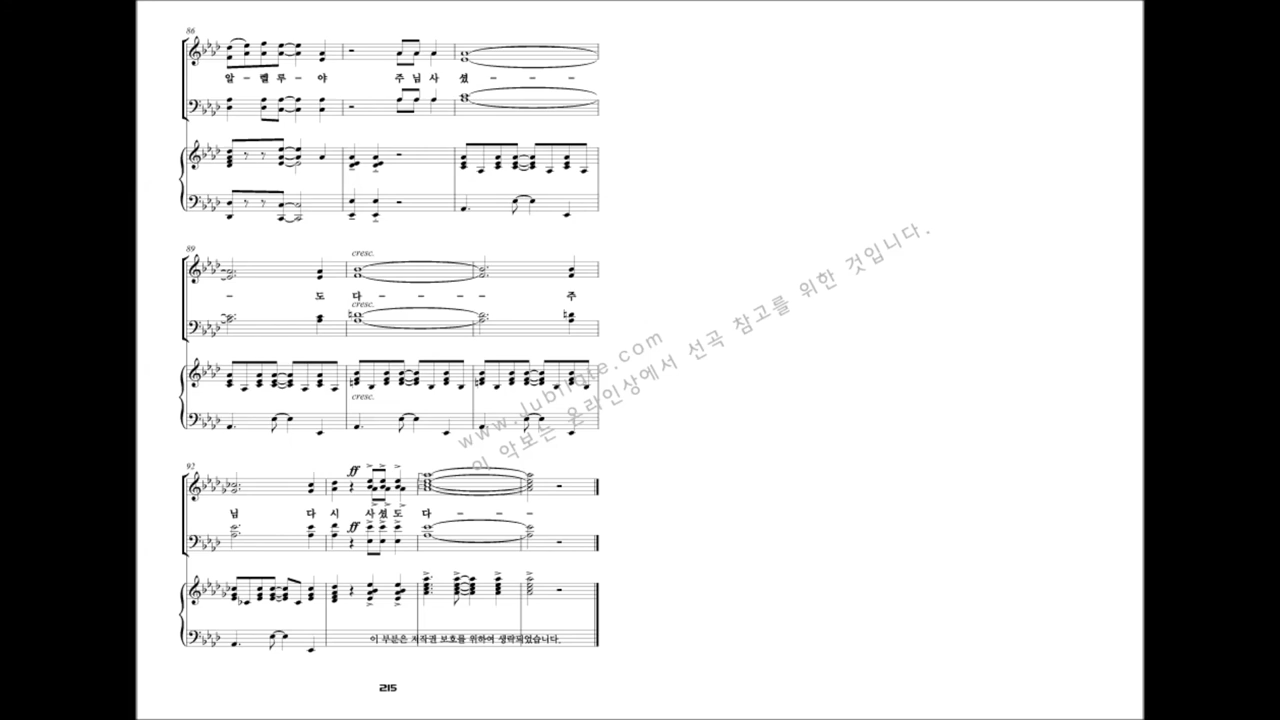 86
알 - 렐 루 - 야 주 님 사 셨 - - -
89
cresc.
- 도 다 - - - - 주
cresc.
cresc.
92
ff
님 다 시 사 셨 도 다 - - -
ff
이 부분은 저작권 보호를 위하여 생략되었습니다.
215
www.Jubilate.com
이 악보는 온라인상에서 선곡 참고를 위한 것입니다.